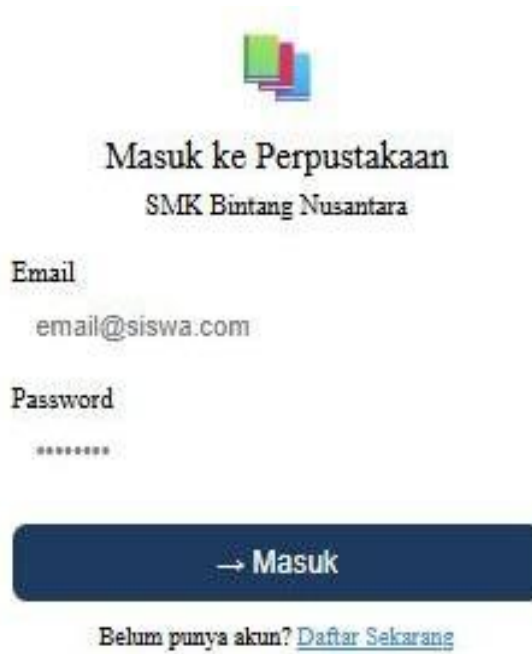 Masuk ke Perpustakaan
SMK Bintang Nusantara
Email
email@siswa.com
Password
••••••••
→ Masuk
Belum punya akun? Daftar Sekarang